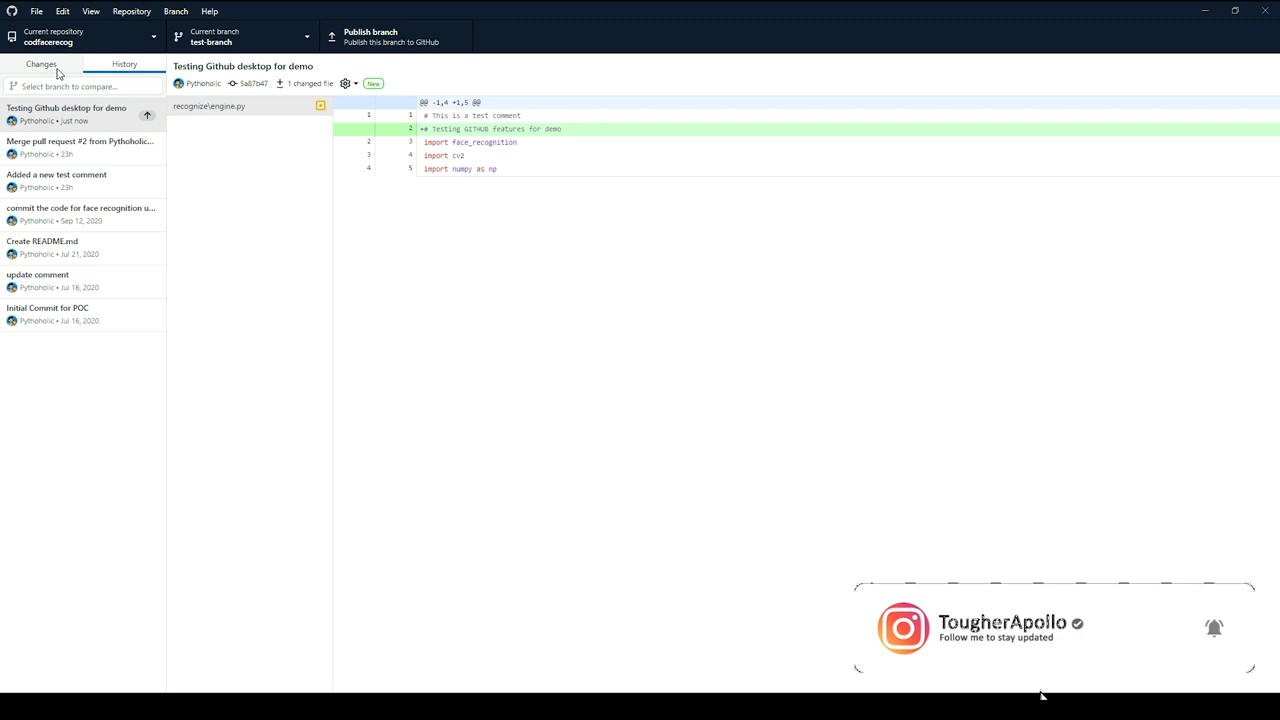 File Edit View Repository Branch Help
Current repository
codfacerecog
Current branch
test-branch
Publish branch
Publish this branch to GitHub
Changes
History
Select branch to compare...
Testing Github desktop for demo
Pythoholic • just now
Merge pull request #2 from Pythoholic...
Pythoholic • 23h
Added a new test comment
Pythoholic • 23h
commit the code for face recognition u...
Pythoholic • Sep 12, 2020
Create README.md
Pythoholic • Jul 21, 2020
update comment
Pythoholic • Jul 16, 2020
Initial Commit for POC
Pythoholic • Jul 16, 2020
Testing Github desktop for demo
Pythoholic 5a87b47 1 changed file New
recognize\engine.py
@@ -1,4 +1,5 @@
1 1 # This is a test comment
2 +# Testing GITHUB features for demo
2 3 import face_recognition
3 4 import cv2
4 5 import numpy as np
TougherApollo
Follow me to stay updated